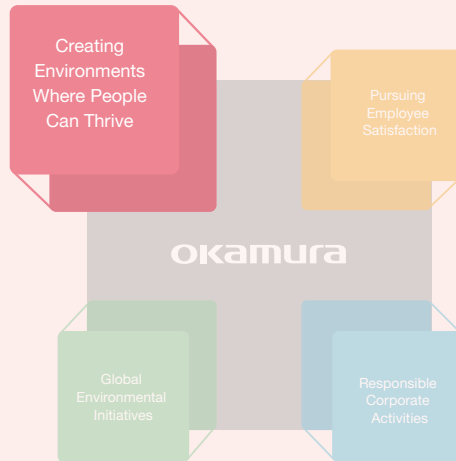 Creating
Environments
Where People
Can Thrive
Pursuing
Employee
Satisfaction
okamura
Global
Environmental
Initiatives
Responsible
Corporate
Activities